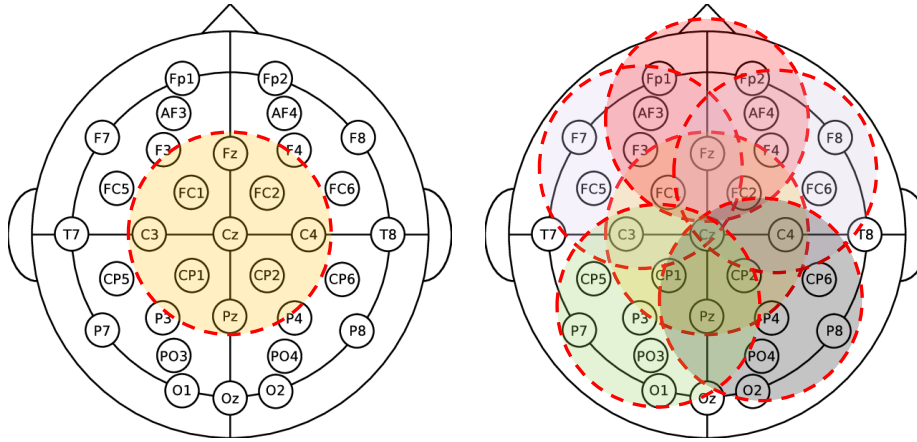 Fp1 Fp2
AF3 AF4
F7 F3 Fz F4 F8
FC5 FC1 FC2 FC6
T7 C3 Cz C4 T8
CP5 CP1 CP2 CP6
P7 P3 Pz P4 P8
PO3 PO4
O1 Oz O2
Fp1 Fp2
AF3 AF4
F7 F3 Fz F4 F8
FC5 FC1 FC2 FC6
T7 C3 Cz C4 T8
CP5 CP1 CP2 CP6
P7 P3 Pz P4 P8
PO3 PO4
O1 Oz O2